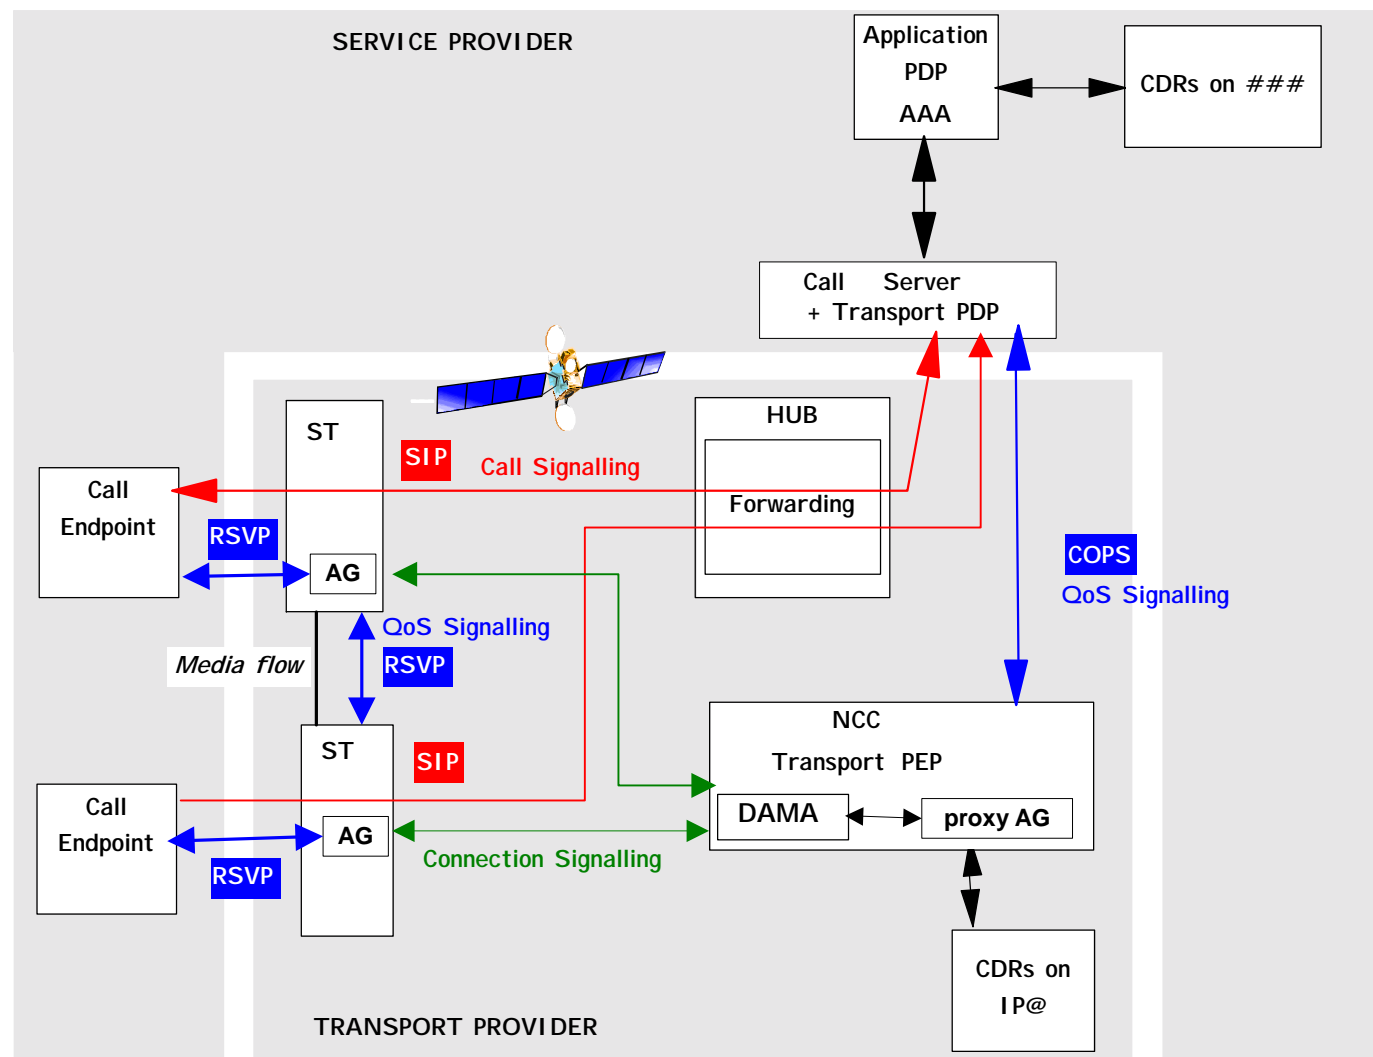 SERVICE PROVIDER
Application
PDP
AAA
CDRs on ###
Call Server
+ Transport PDP
ST
SIP
Call Signalling
HUB
Forwarding
Call
Endpoint
RSVP
AG
COPS
QoS Signalling
QoS Signalling
RSVP
Media flow
NCC
Transport PEP
DAMA
proxy AG
ST
SIP
Call
Endpoint
AG
RSVP
Connection Signalling
CDRs on
IP@
TRANSPORT PROVIDER